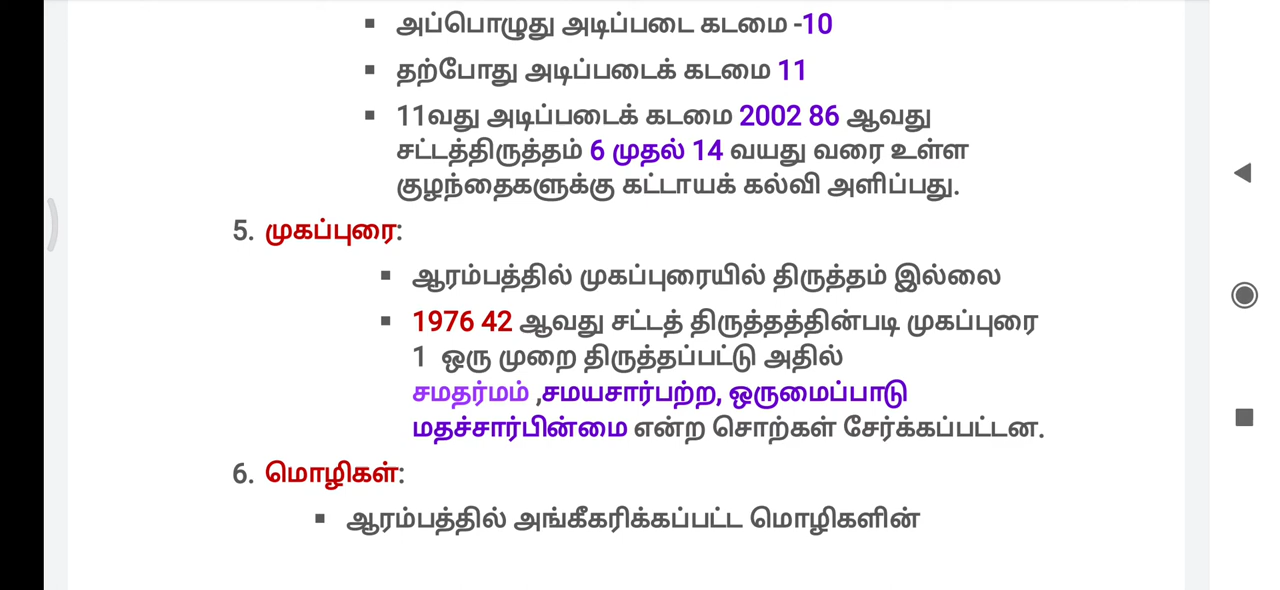 ▪ அப்பொழுது அடிப்படை கடமை -10
▪ தற்போது அடிப்படைக் கடமை 11
▪ 11வது அடிப்படைக் கடமை 2002 86 ஆவது
சட்டத்திருத்தம் 6 முதல் 14 வயது வரை உள்ள
குழந்தைகளுக்கு கட்டாயக் கல்வி அளிப்பது.
5. முகப்புரை:
▪ ஆரம்பத்தில் முகப்புரையில் திருத்தம் இல்லை
▪ 1976 42 ஆவது சட்டத் திருத்தத்தின்படி முகப்புரை
1 ஒரு முறை திருத்தப்பட்டு அதில்
சமதர்மம் ,சமயசார்பற்ற, ஒருமைப்பாடு
மதச்சார்பின்மை என்ற சொற்கள் சேர்க்கப்பட்டன.
6. மொழிகள்:
▪ ஆரம்பத்தில் அங்கீகரிக்கப்பட்ட மொழிகளின்